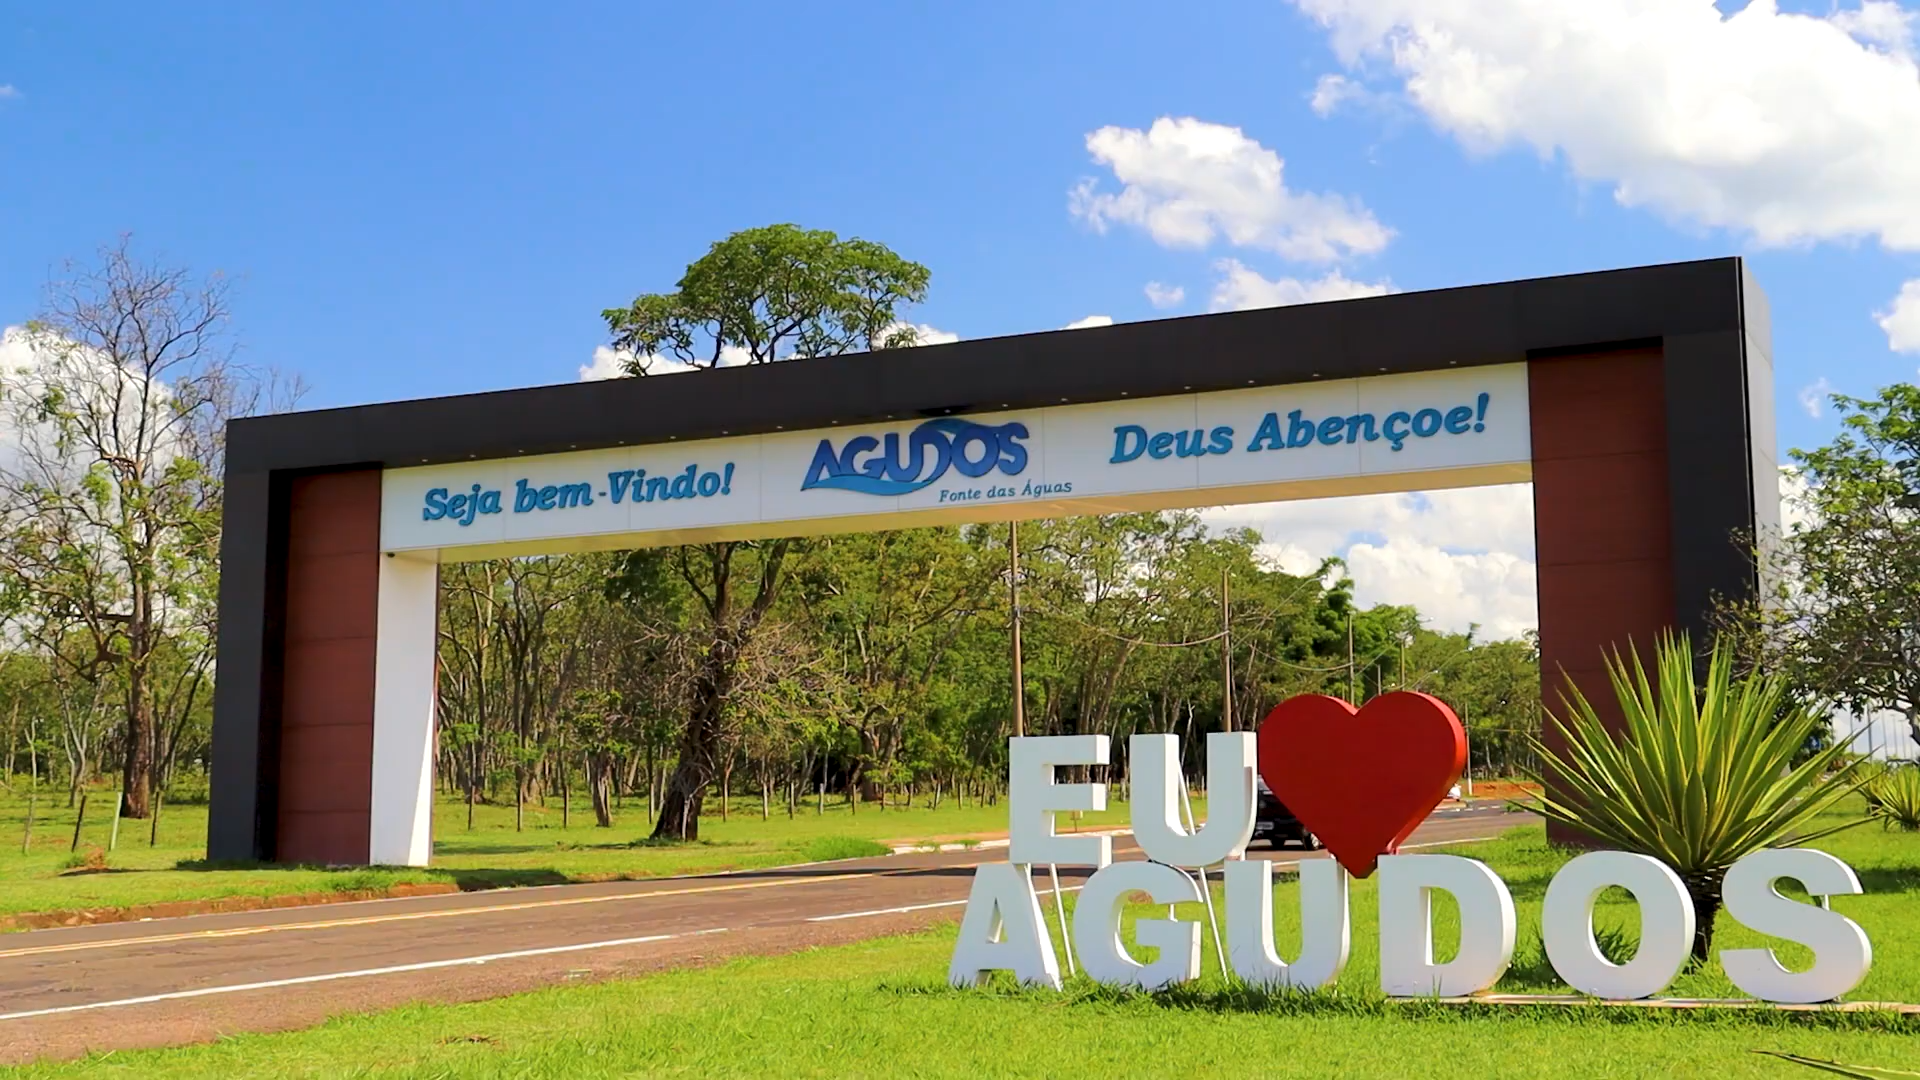 Seja bem-Vindo!
AGUDOS
Fonte das Águas
Deus Abençoe!
EU
AGUDOS